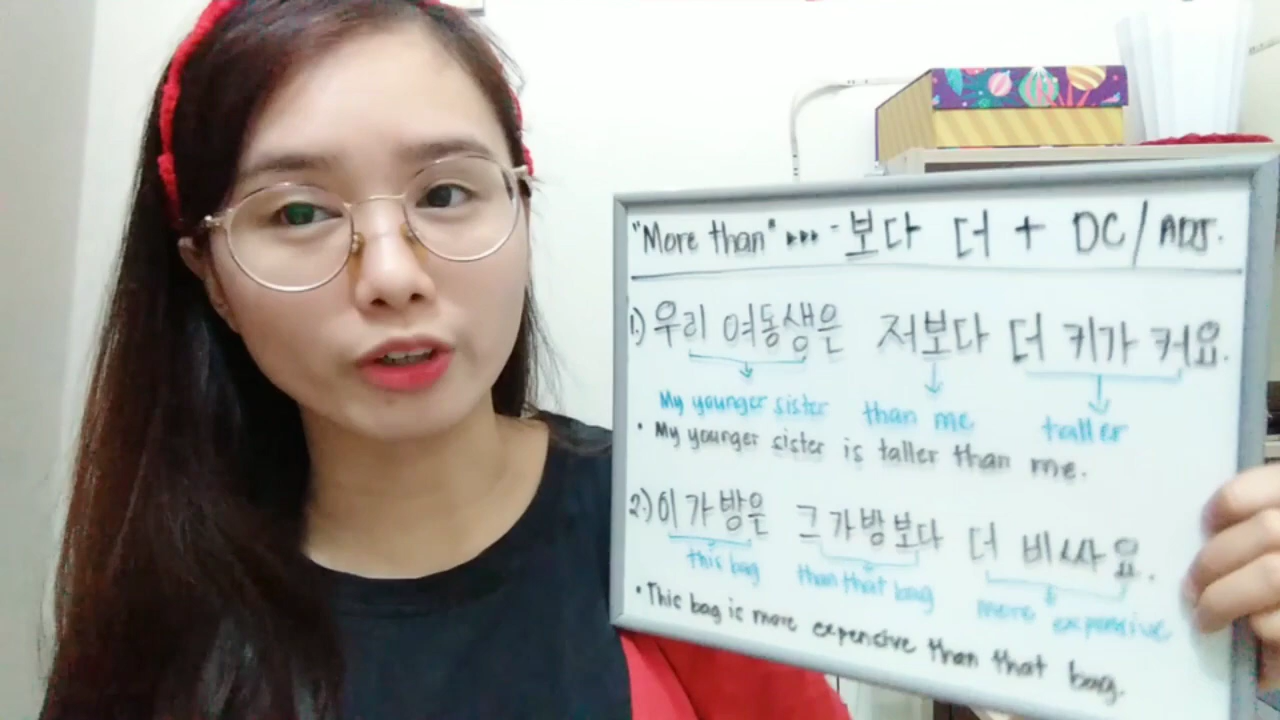 "More than" ▸▸▸ -보다 더 + DC/ADJ.
1.) 우리 여동생은 저보다 더 키가 커요.
My younger sister than me taller
• My younger sister is taller than me.
2.) 이 가방은 그 가방보다 더 비싸요.
this bag than that bag more expensive
• This bag is more expensive than that bag.